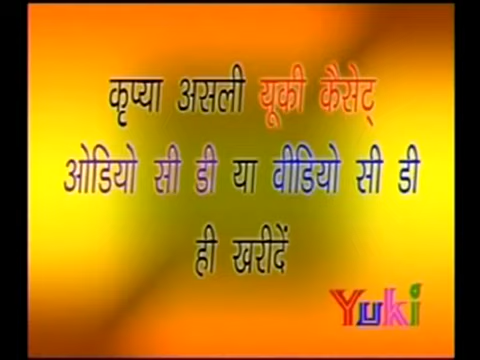 कृप्या असली यूकी कैसेट्
ओडियो सी डी या वीडियो सी डी
ही खरीदें
Yuki